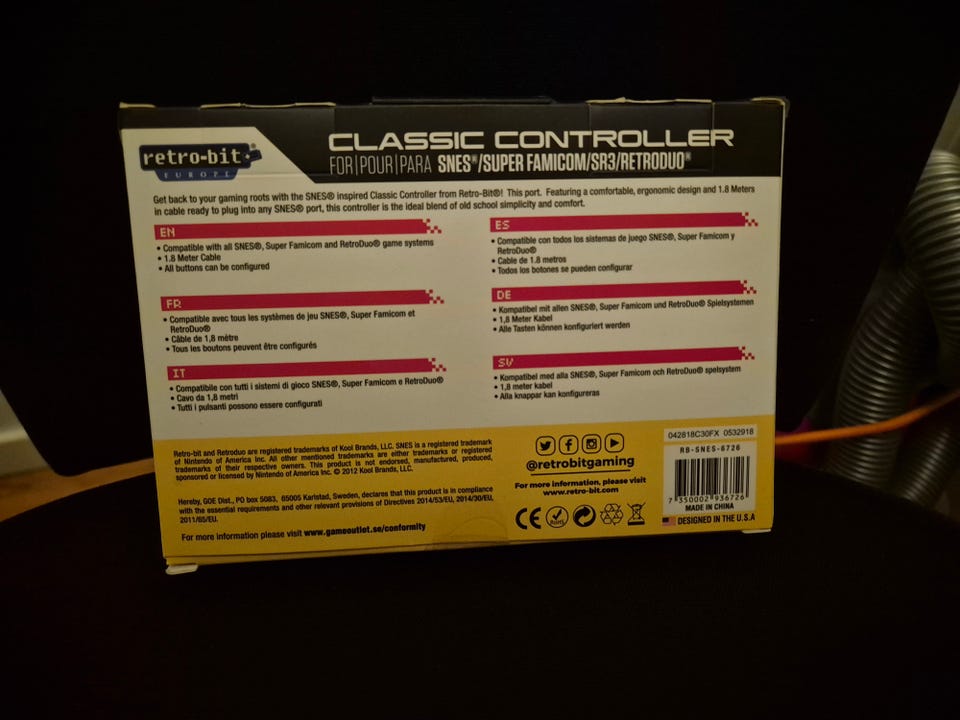 retro-bit
EUROPE
CLASSIC CONTROLLER
FOR|POUR|PARA SNES®/SUPER FAMICOM/SR3/RETRODUO®
Get back to your gaming roots with the SNES® inspired Classic Controller from Retro-Bit®! This port. Featuring a comfortable, ergonomic design and 1.8 Meters
in cable ready to plug into any SNES® port, this controller is the ideal blend of old school simplicity and comfort.
EN
• Compatible with all SNES®, Super Famicom and RetroDuo® game systems
• 1.8 Meter Cable
• All buttons can be configured
FR
• Compatible avec tous les systèmes de jeu SNES®, Super Famicom et
RetroDuo®
• Câble de 1,8 mètre
• Tous les boutons peuvent être configurés
IT
• Compatibile con tutti i sistemi di gioco SNES®, Super Famicom e RetroDuo®
• Cavo da 1,8 metri
• Tutti i pulsanti possono essere configurati
ES
• Compatible con todos los sistemas de juego SNES®, Super Famicom y
RetroDuo®
• Cable de 1.8 metros
• Todos los botones se pueden configurar
DE
• Kompatibel mit allen SNES®, Super Famicom und RetroDuo® Spielsystemen
• 1,8 Meter Kabel
• Alle Tasten können konfiguriert werden
SV
• Kompatibel med alla SNES®, Super Famicom och RetroDuo® spelsystem
• 1,8 meter kabel
• Alla knappar kan konfigureras
Retro-bit and Retroduo are registered trademarks of Kool Brands, LLC. SNES is a registered trademark
of Nintendo of America Inc. All other mentioned trademarks are either trademarks or registered
trademarks of their respective owners. This product is not endorsed, manufactured, produced,
sponsored or licensed by Nintendo of America Inc. © 2012 Kool Brands, LLC.
Hereby, GOE Dist., PO box 5083, 65005 Karlstad, Sweden, declares that this product is in compliance
with the essential requirements and other relevant provisions of Directives 2014/53/EU, 2014/30/EU,
2011/65/EU.
For more information please visit www.gameoutlet.se/conformity
@retrobitgaming
For more information, please visit
www.retro-bit.com
CE RoHS
042818C30FX 0532918
RB-SNES-6726
7 350002 936726
MADE IN CHINA
DESIGNED IN THE U.S.A